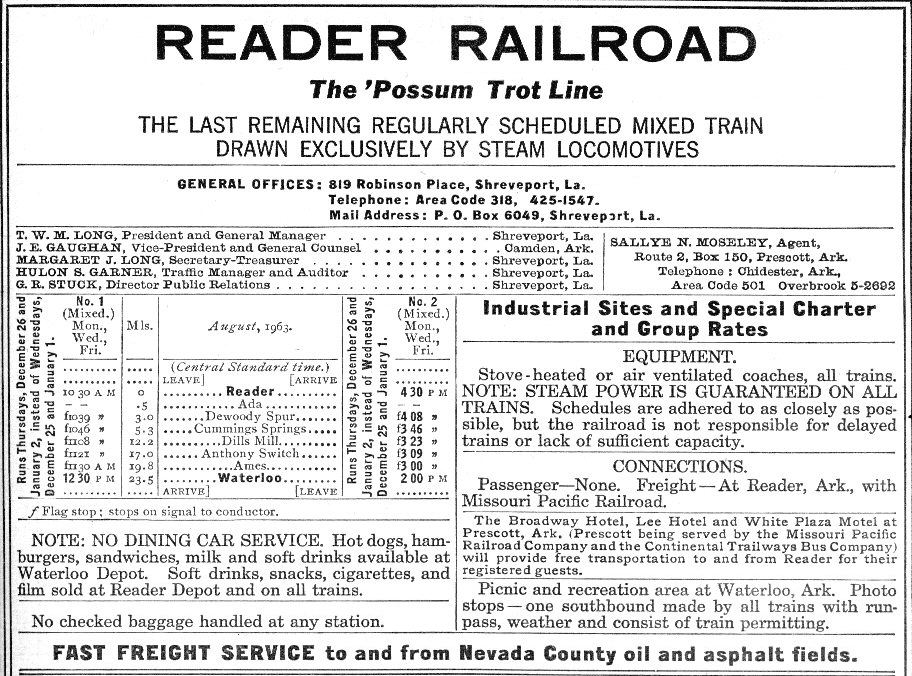 READER RAILROAD
The 'Possum Trot Line
THE LAST REMAINING REGULARLY SCHEDULED MIXED TRAIN
DRAWN EXCLUSIVELY BY STEAM LOCOMOTIVES
GENERAL OFFICES: 819 Robinson Place, Shreveport, La.
Telephone: Area Code 318, 425-1547.
Mail Address: P. O. Box 6049, Shreveport, La.
T. W. M. LONG, President and General Manager . . . . . . . . . . . Shreveport, La.
J. E. GAUGHAN, Vice-President and General Counsel . . . . . . . . . Camden, Ark.
MARGARET J. LONG, Secretary-Treasurer . . . . . . . . . . . . . Shreveport, La.
HULON S. GARNER, Traffic Manager and Auditor . . . . . . . . . . Shreveport, La.
G. R. STUCK, Director Public Relations . . . . . . . . . . . . . . Shreveport, La.
SALLYE N. MOSELEY, Agent,
Route 2, Box 150, Prescott, Ark.
Telephone : Chidester, Ark.,
Area Code 501 Overbrook 5-2692
Runs Thursdays, December 26 and
January 2, instead of Wednesdays,
December 25 and January 1.
No. 1
(Mixed.)
Mon.,
Wed.,
Fri.
Mls.
August, 1963.
Runs Thursdays, December 26 and
January 2, instead of Wednesdays,
December 25 and January 1.
No. 2
(Mixed.)
Mon.,
Wed.,
Fri.
(Central Standard time.)
LEAVE] [ARRIVE
10 30 A M 0 Reader 4 30 P M
– – .5 Ada – –
f1039 " 3.0 Dewoody Spur f4 08 "
f1046 " 5.3 Cummings Springs f3 46 "
f1108 " 12.2 Dills Mill f3 23 "
f1121 " 17.0 Anthony Switch f3 09 "
f1130 A M 19.8 Ames f3 00 "
12 30 P M 23.5 Waterloo 2 00 P M
ARRIVE] [LEAVE
f Flag stop; stops on signal to conductor.
NOTE: NO DINING CAR SERVICE. Hot dogs, ham-
burgers, sandwiches, milk and soft drinks available at
Waterloo Depot. Soft drinks, snacks, cigarettes, and
film sold at Reader Depot and on all trains.
No checked baggage handled at any station.
Industrial Sites and Special Charter
and Group Rates
EQUIPMENT.
Stove-heated or air ventilated coaches, all trains.
NOTE: STEAM POWER IS GUARANTEED ON ALL
TRAINS. Schedules are adhered to as closely as pos-
sible, but the railroad is not responsible for delayed
trains or lack of sufficient capacity.
CONNECTIONS.
Passenger—None. Freight—At Reader, Ark., with
Missouri Pacific Railroad.
The Broadway Hotel, Lee Hotel and White Plaza Motel at
Prescott, Ark. (Prescott being served by the Missouri Pacific
Railroad Company and the Continental Trailways Bus Company)
will provide free transportation to and from Reader for their
registered guests.
Picnic and recreation area at Waterloo, Ark. Photo
stops—one southbound made by all trains with run-
pass, weather and consist of train permitting.
FAST FREIGHT SERVICE to and from Nevada County oil and asphalt fields.